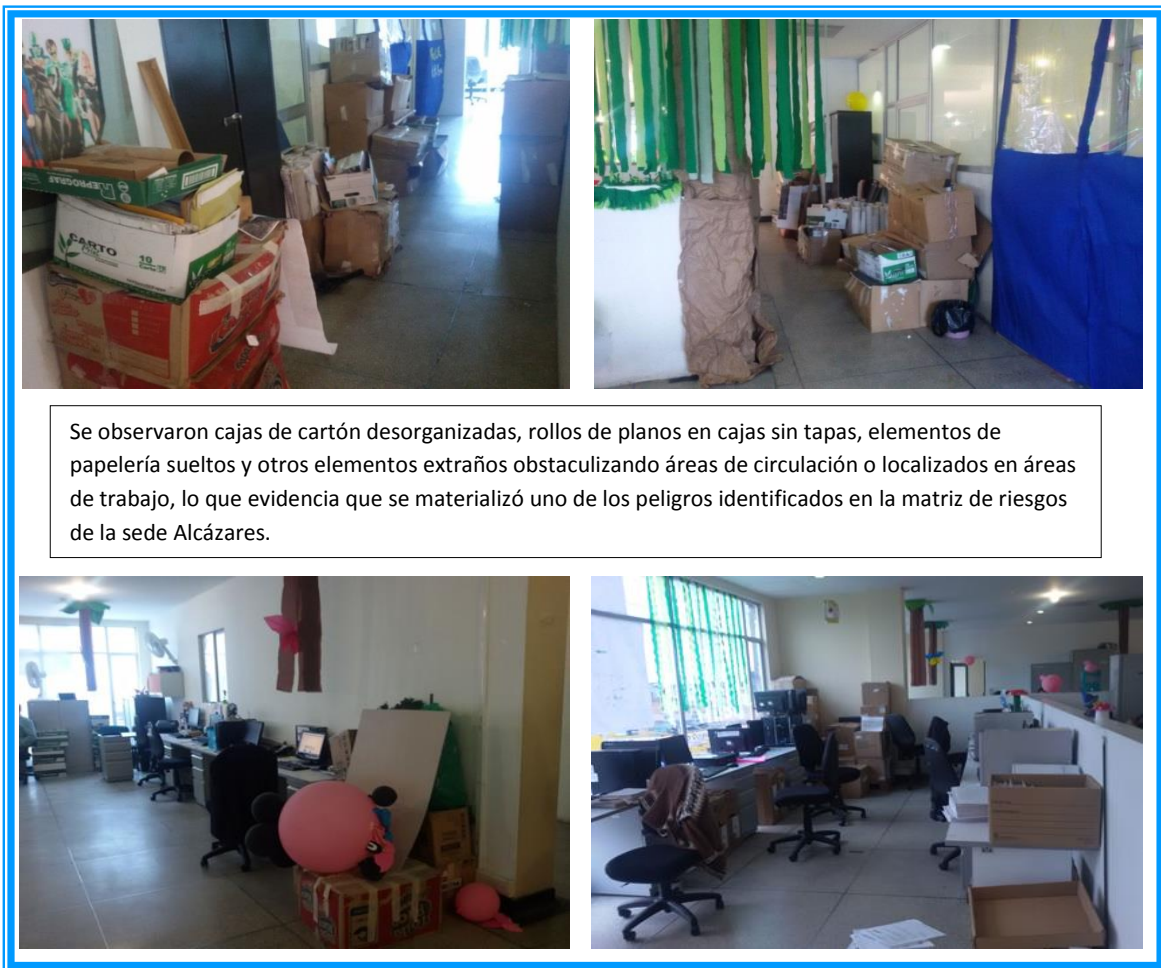 REPROGRAF
CARTO
10
Se observaron cajas de cartón desorganizadas, rollos de planos en cajas sin tapas, elementos de
papelería sueltos y otros elementos extraños obstaculizando áreas de circulación o localizados en áreas
de trabajo, lo que evidencia que se materializó uno de los peligros identificados en la matriz de riesgos
de la sede Alcázares.